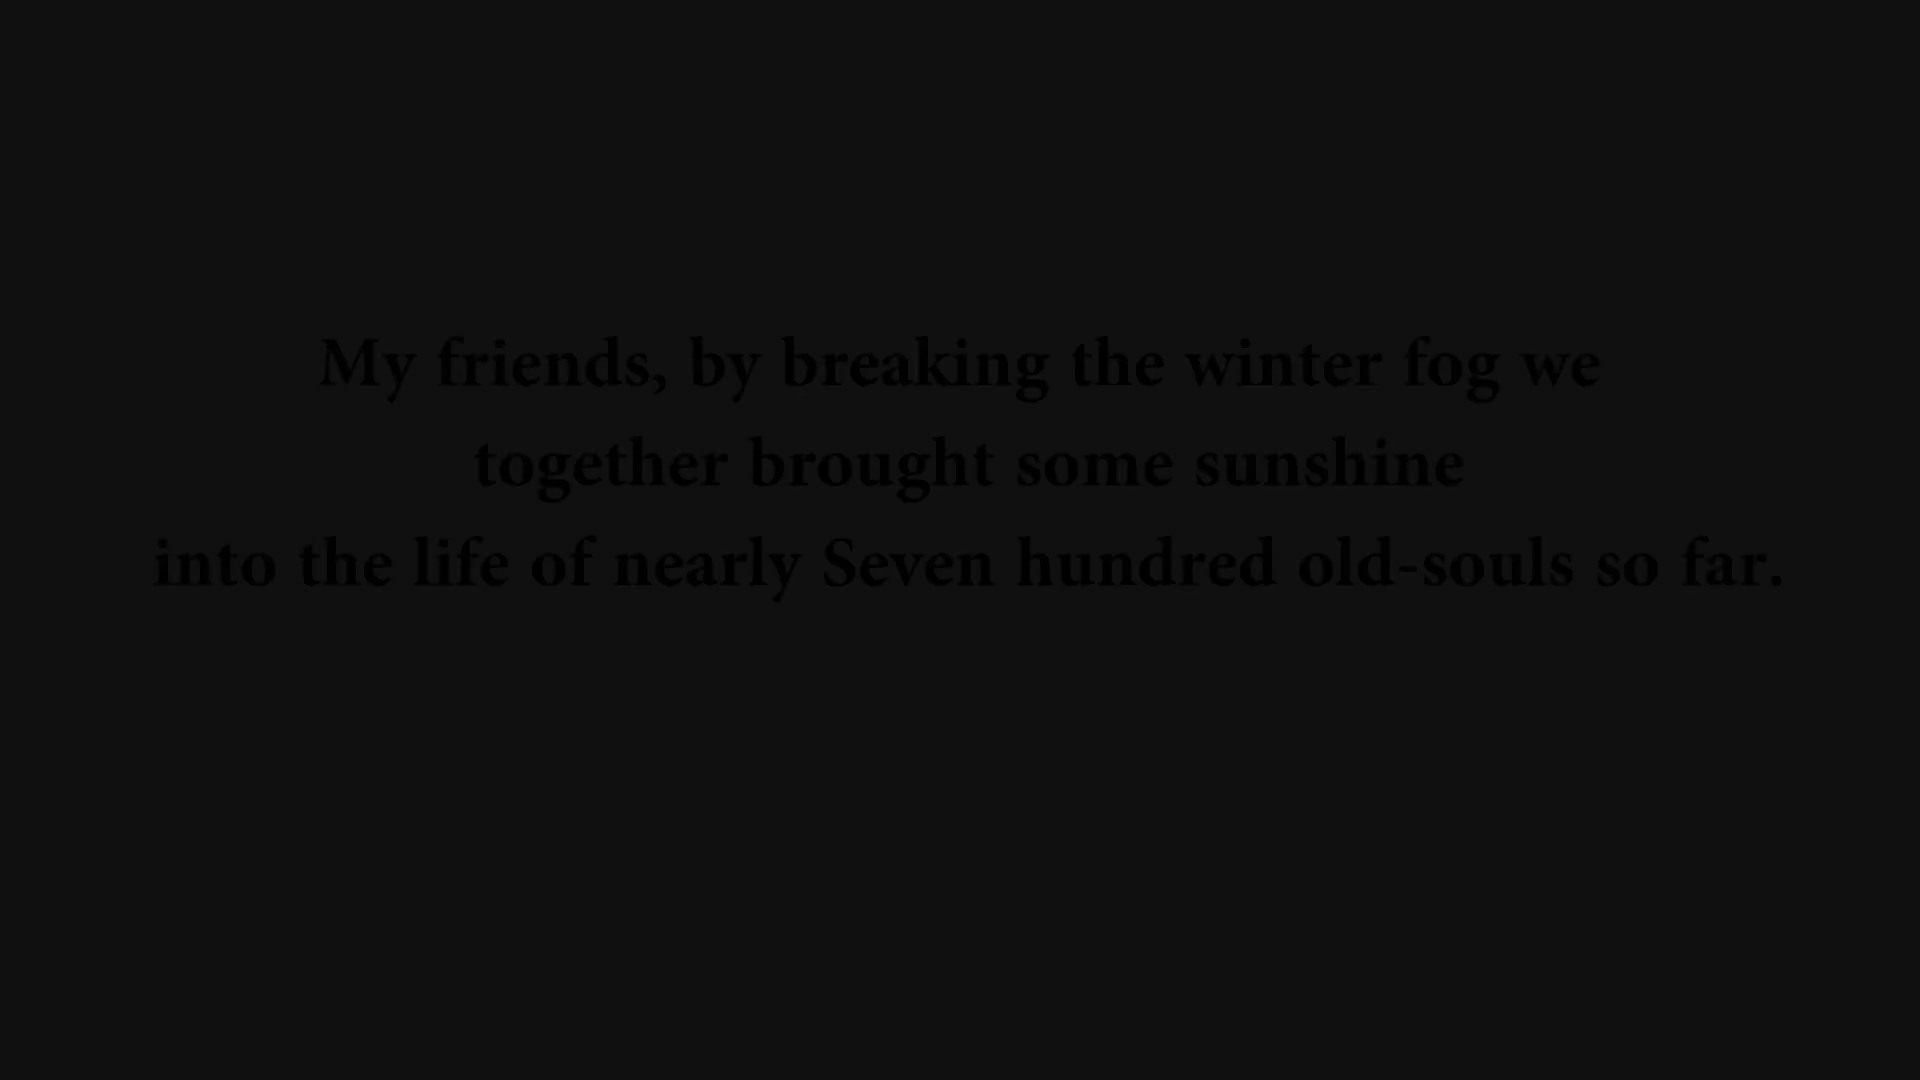 My friends, by breaking the winter fog we
together brought some sunshine
into the life of nearly Seven hundred old-souls so far.